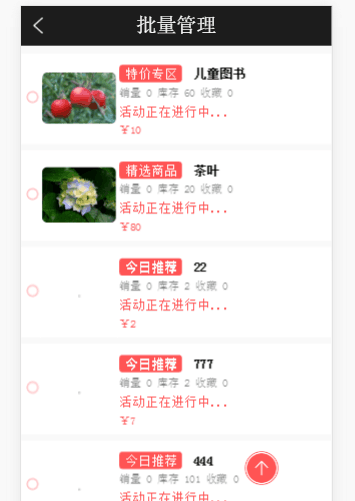 批量管理
特价专区 儿童图书
销量 0 库存 60 收藏 0
活动正在进行中...
￥10
精选商品 茶叶
销量 0 库存 20 收藏 0
活动正在进行中...
￥80
今日推荐 22
销量 0 库存 2 收藏 0
活动正在进行中...
￥2
今日推荐 777
销量 0 库存 2 收藏 0
活动正在进行中...
￥7
今日推荐 444
销量 0 库存 101 收藏 0
活动正在进行中...